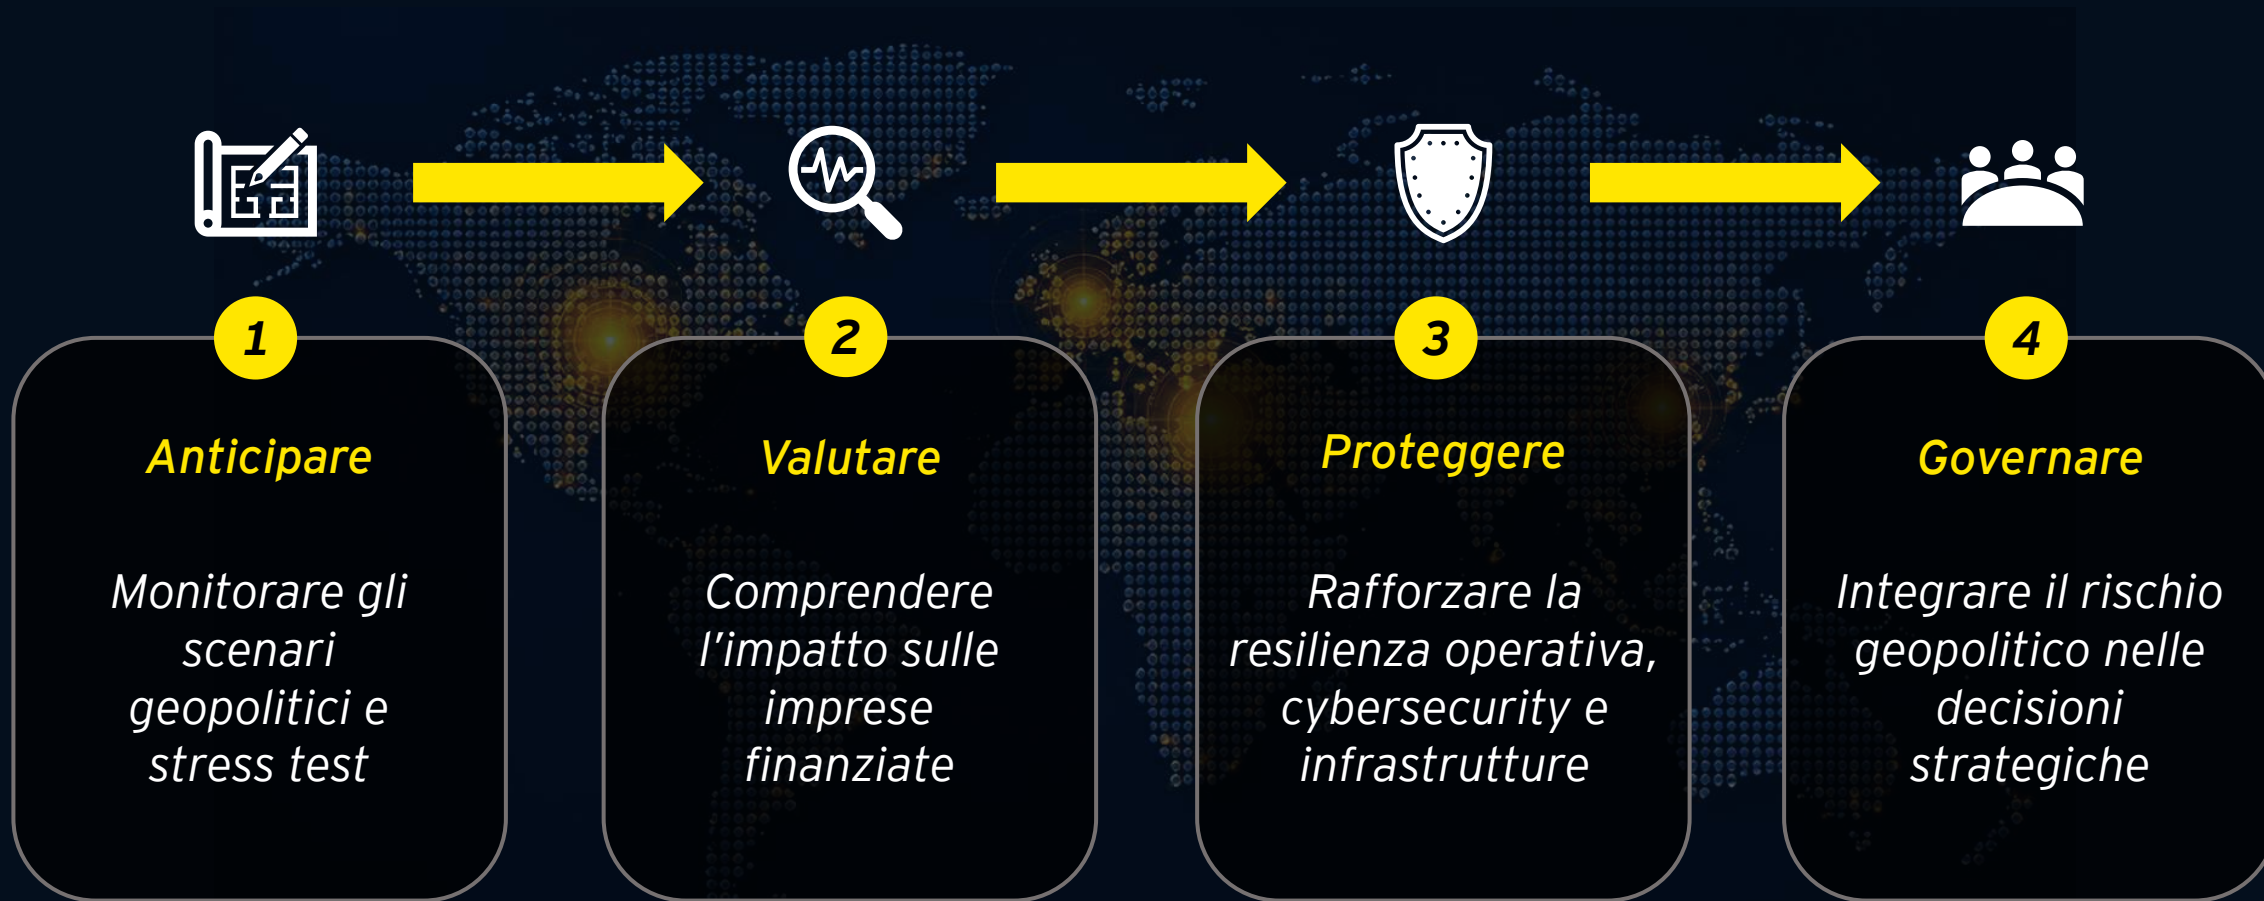 1
Anticipare
Monitorare gli
scenari
geopolitici e
stress test
2
Valutare
Comprendere
l’impatto sulle
imprese
finanziate
3
Proteggere
Rafforzare la
resilienza operativa,
cybersecurity e
infrastrutture
4
Governare
Integrare il rischio
geopolitico nelle
decisioni
strategiche